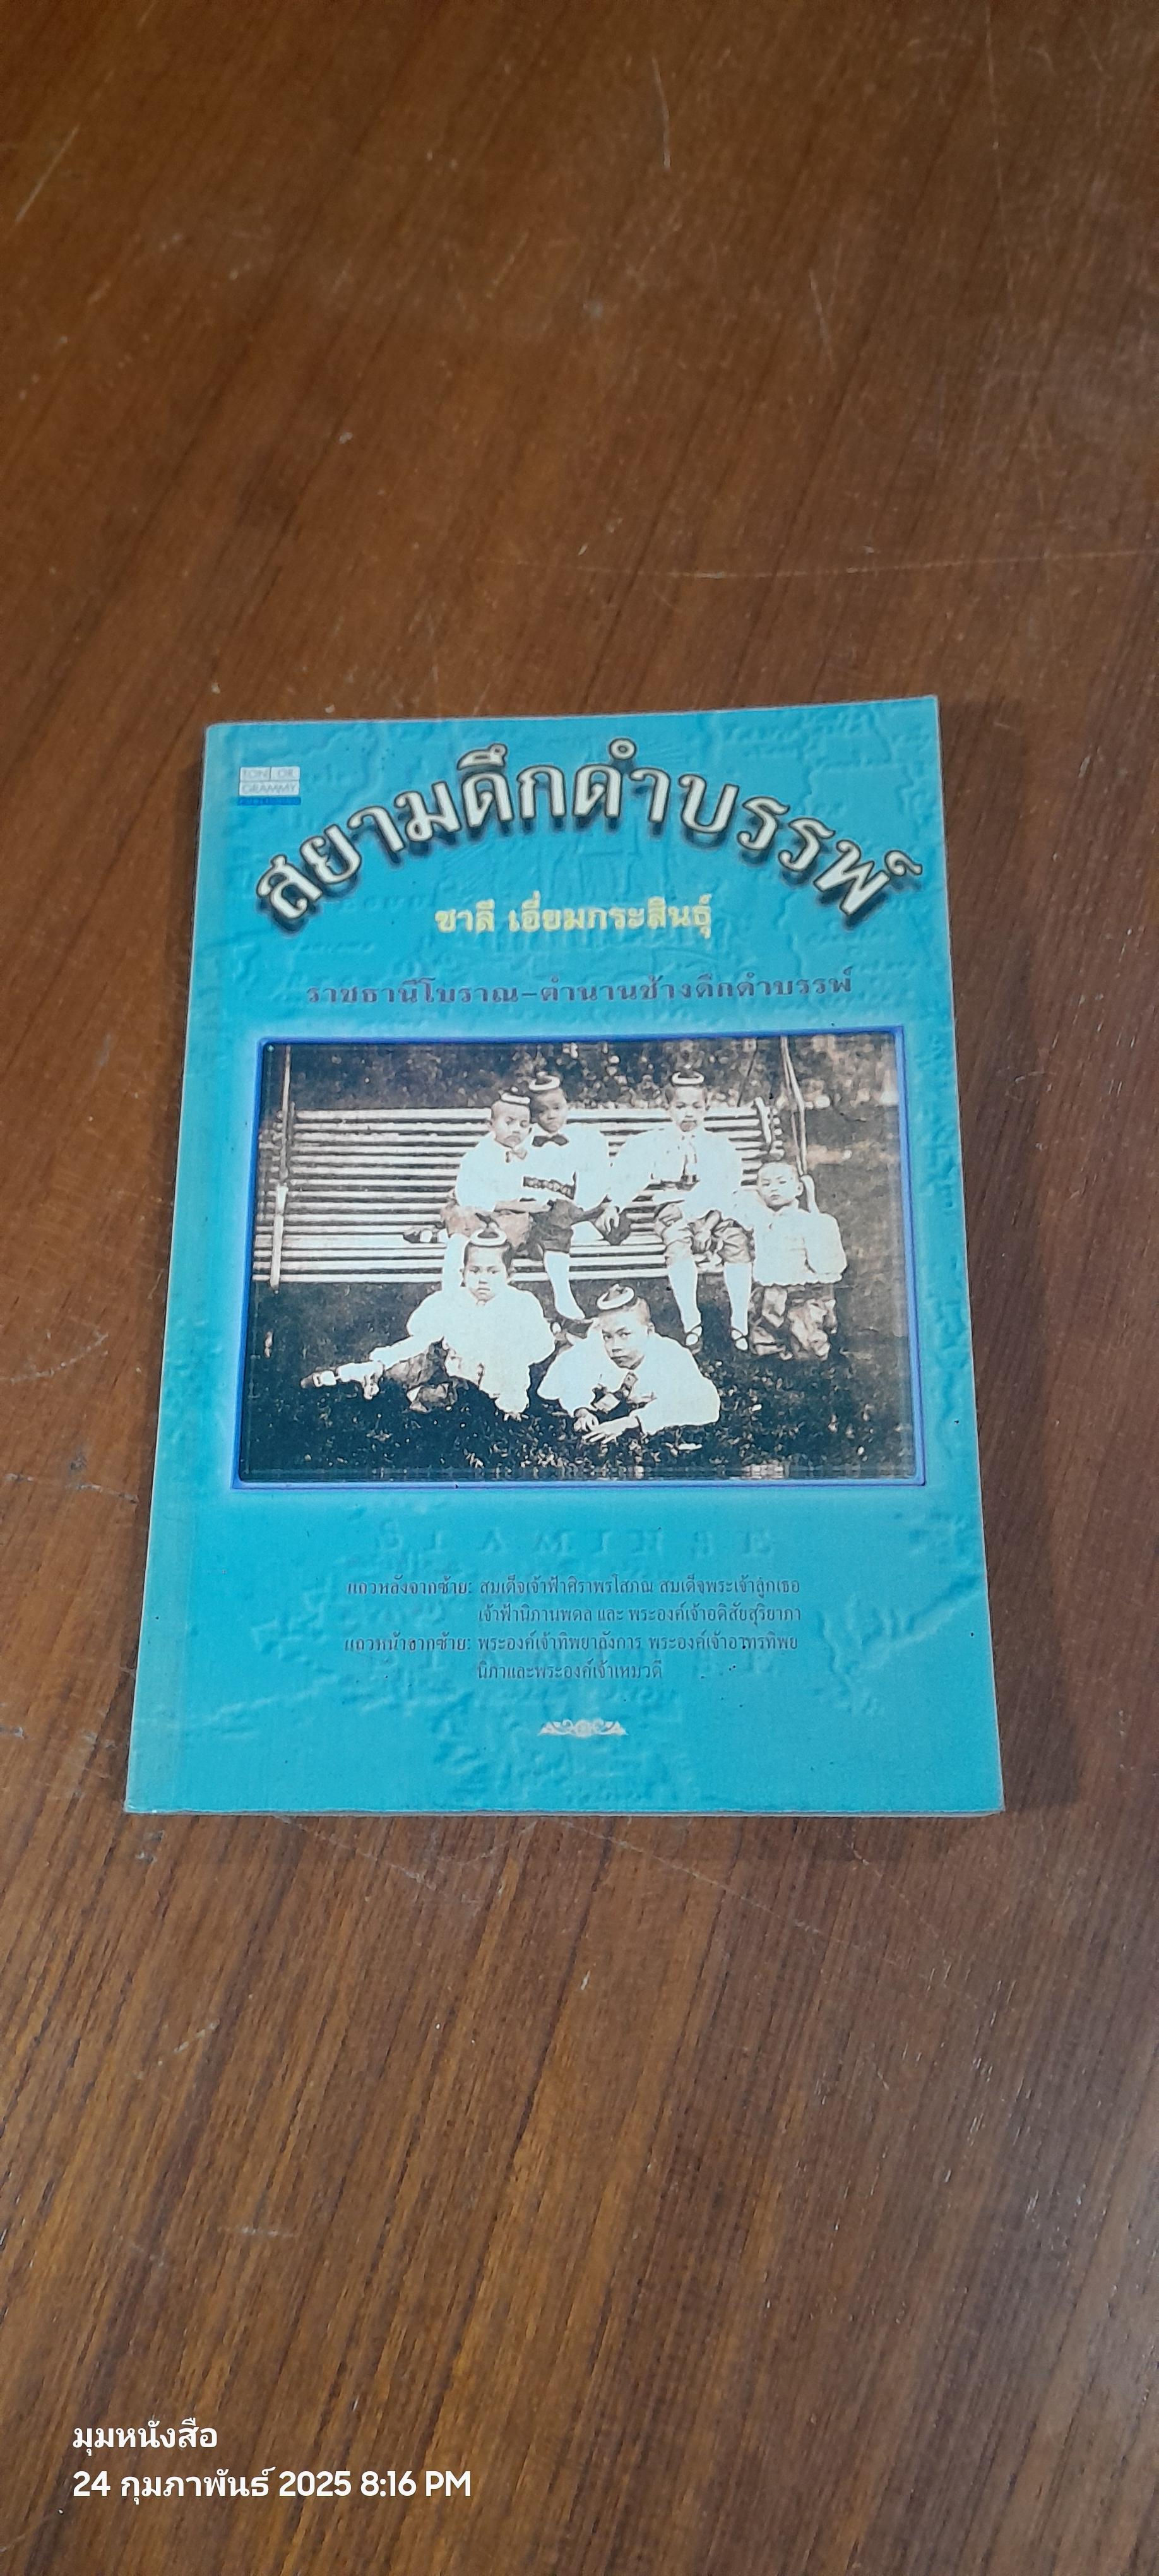 TON OR
GRAMMY
สยามดึกดำบรรพ์
ชาลี เอี่ยมกระสินธุ์
ราชธานีโบราณ–ตำนานช้างดึกดำบรรพ์
แถวหลังจากซ้าย: สมเด็จเจ้าฟ้าศิราพรโสภณ สมเด็จพระเจ้าลูกเธอ
เจ้าฟ้านิภานพดล และ พระองค์เจ้าอดิสัยสุริยาภา
แถวหน้าจากซ้าย: พระองค์เจ้าทิพยาลังการ พระองค์เจ้าอาทรทิพย
นิภาและพระองค์เจ้าเหมวดี
มุมหนังสือ
24 กุมภาพันธ์ 2025 8:16 PM